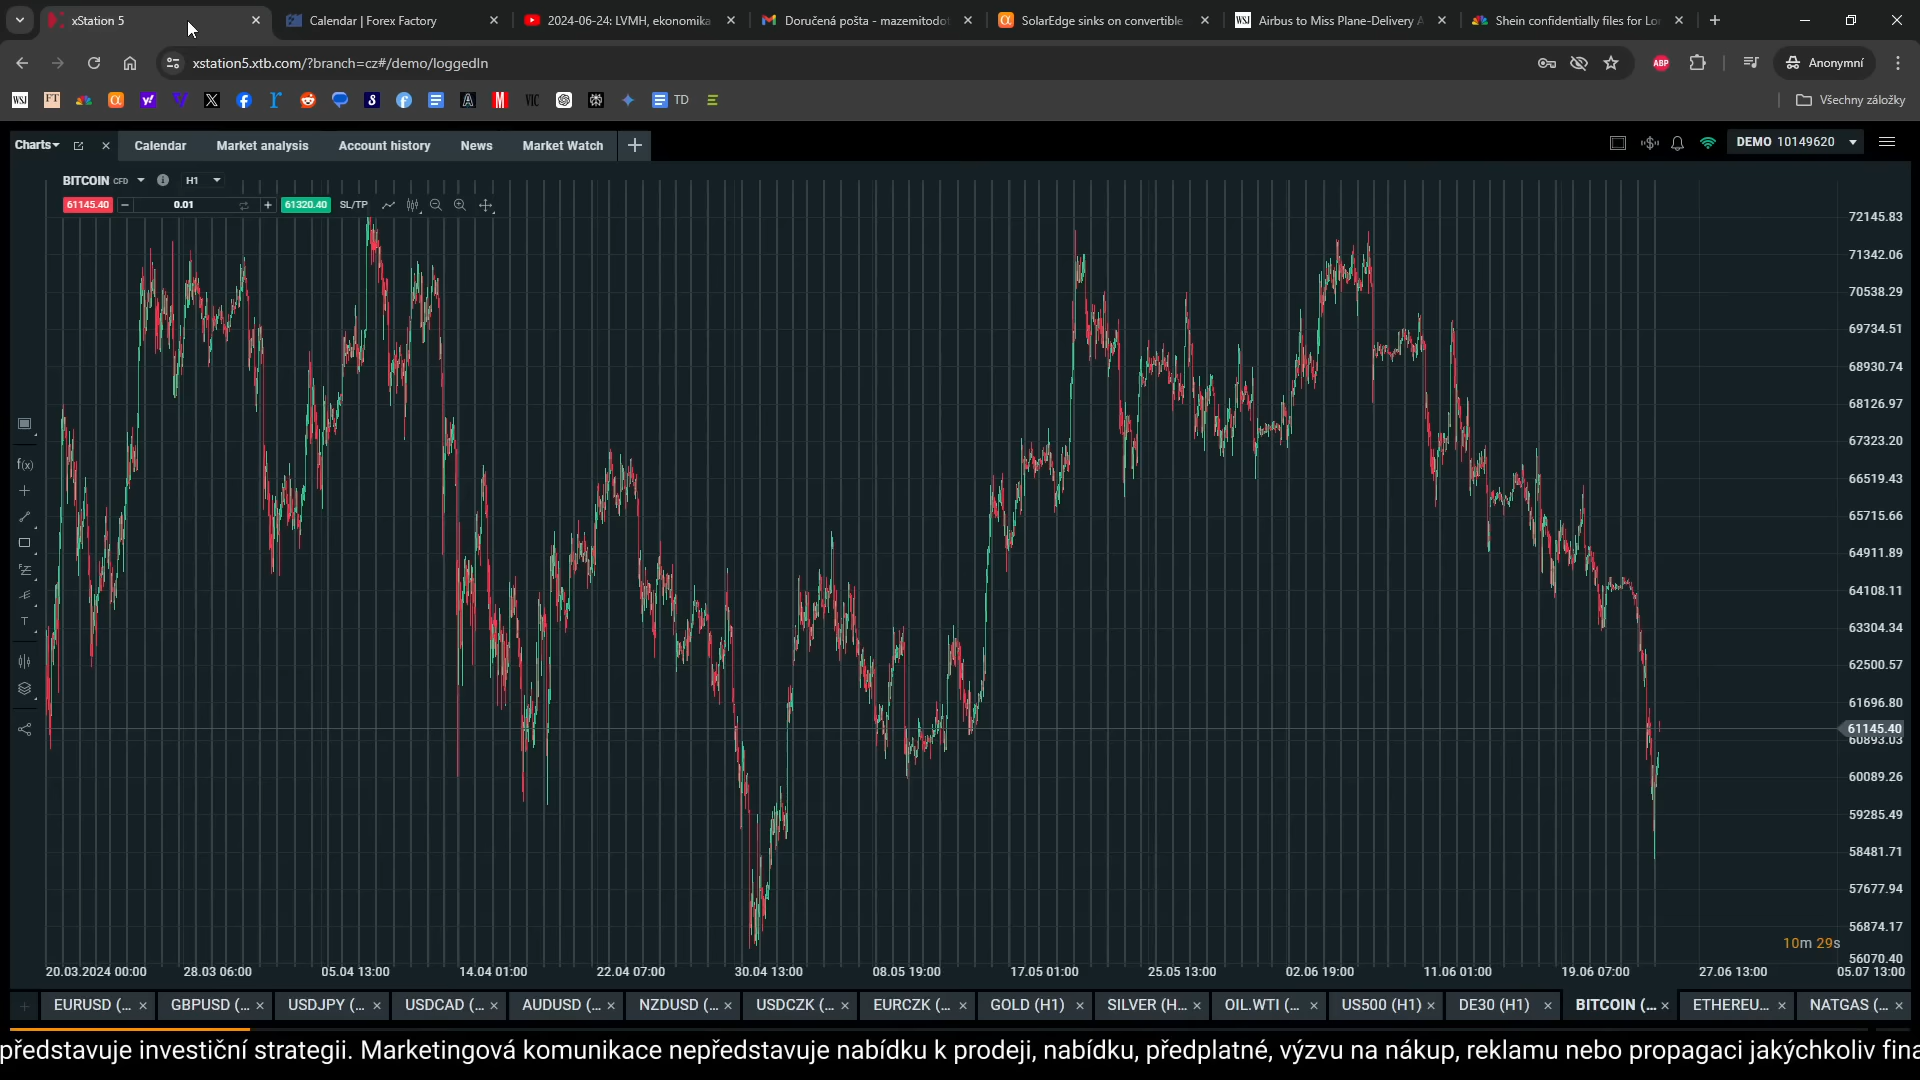 xStation 5
Calendar | Forex Factory
2024-06-24: LVMH, ekonomika
Doručená pošta - mazemitodo
SolarEdge sinks on convertible
Airbus to Miss Plane-Delivery
Shein confidentially files for Lo
xstation5.xtb.com/?branch=cz#/demo/loggedIn
ABP
Anonymní
WSJ
FT
VIC
TD
Všechny záložky
Charts
Calendar
Market analysis
Account history
News
Market Watch
DEMO 10149620
BITCOIN CFD
H1
61145.40
0.01
61320.40
SL/TP
72145.83
71342.06
70538.29
69734.51
68930.74
68126.97
67323.20
66519.43
65715.66
64911.89
64108.11
63304.34
62500.57
61696.80
61145.40
60893.03
60089.26
59285.49
58481.71
57677.94
56874.17
56070.40
f(x)
T
10m 29s
20.03.2024 00:00
28.03 06:00
05.04 13:00
14.04 01:00
22.04 07:00
30.04 13:00
08.05 19:00
17.05 01:00
25.05 13:00
02.06 19:00
11.06 01:00
19.06 07:00
27.06 13:00
05.07 13:00
EURUSD (...
GBPUSD (...
USDJPY (...
USDCAD (...
AUDUSD (...
NZDUSD (...
USDCZK (...
EURCZK (...
GOLD (H1)
SILVER (H...
OIL.WTI (...
US500 (H1)
DE30 (H1)
BITCOIN (...
ETHEREU...
NATGAS (...
představuje investiční strategii. Marketingová komunikace nepředstavuje nabídku k prodeji, nabídku, předplatné, výzvu na nákup, reklamu nebo propagaci jakýchkoliv fina